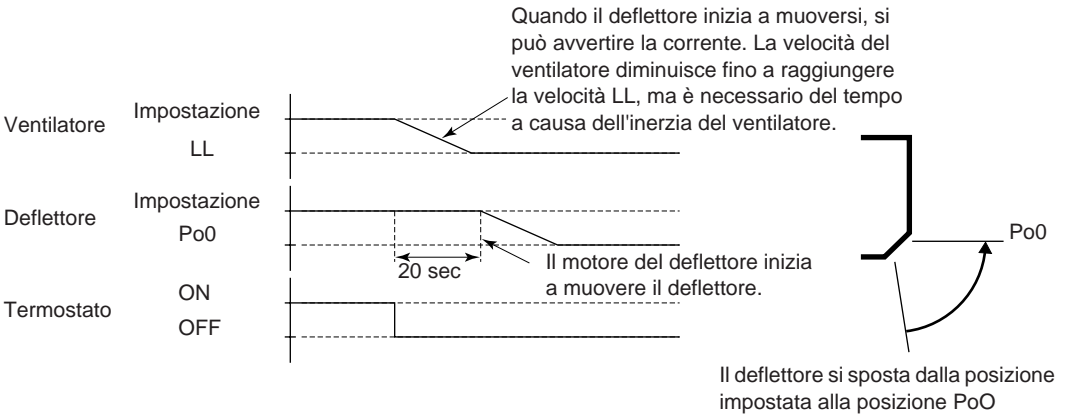 Quando il deflettore inizia a muoversi, si
può avvertire la corrente. La velocità del
ventilatore diminuisce fino a raggiungere
la velocità LL, ma è necessario del tempo
a causa dell'inerzia del ventilatore.
Ventilatore
Impostazione
LL
Deflettore
Impostazione
Po0
20 sec
Il motore del deflettore inizia
a muovere il deflettore.
Termostato
ON
OFF
Po0
Il deflettore si sposta dalla posizione
impostata alla posizione PoO